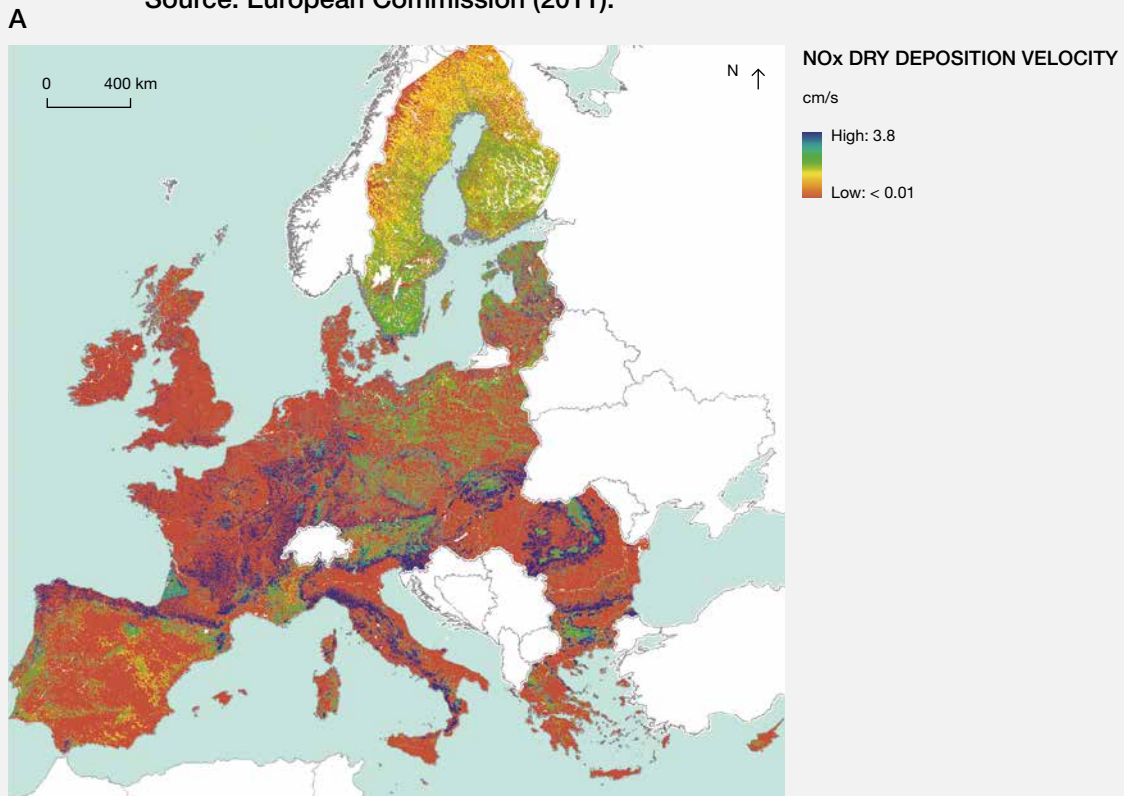 Source: European Commission (2011).
A
0 400 km
N
NOx DRY DEPOSITION VELOCITY
cm/s
High: 3.8
Low: < 0.01